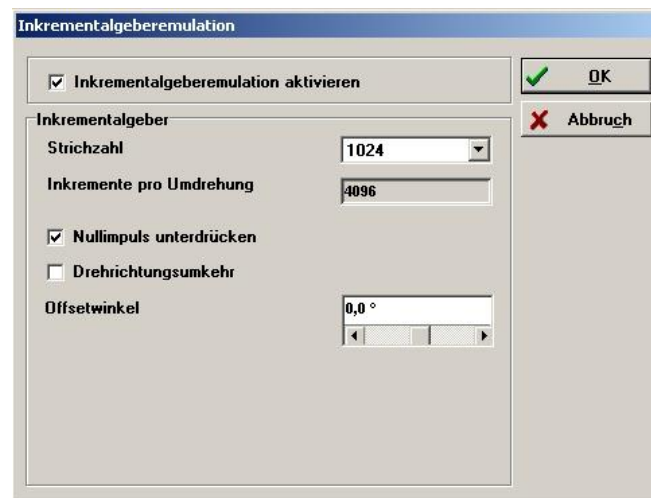 Inkrementalgeberemulation
Inkrementalgeberemulation aktivieren
OK
Abbruch
Inkrementalgeber
Strichzahl
1024
Inkremente pro Umdrehung
4096
Nullimpuls unterdrücken
Drehrichtungsumkehr
Offsetwinkel
0,0 °